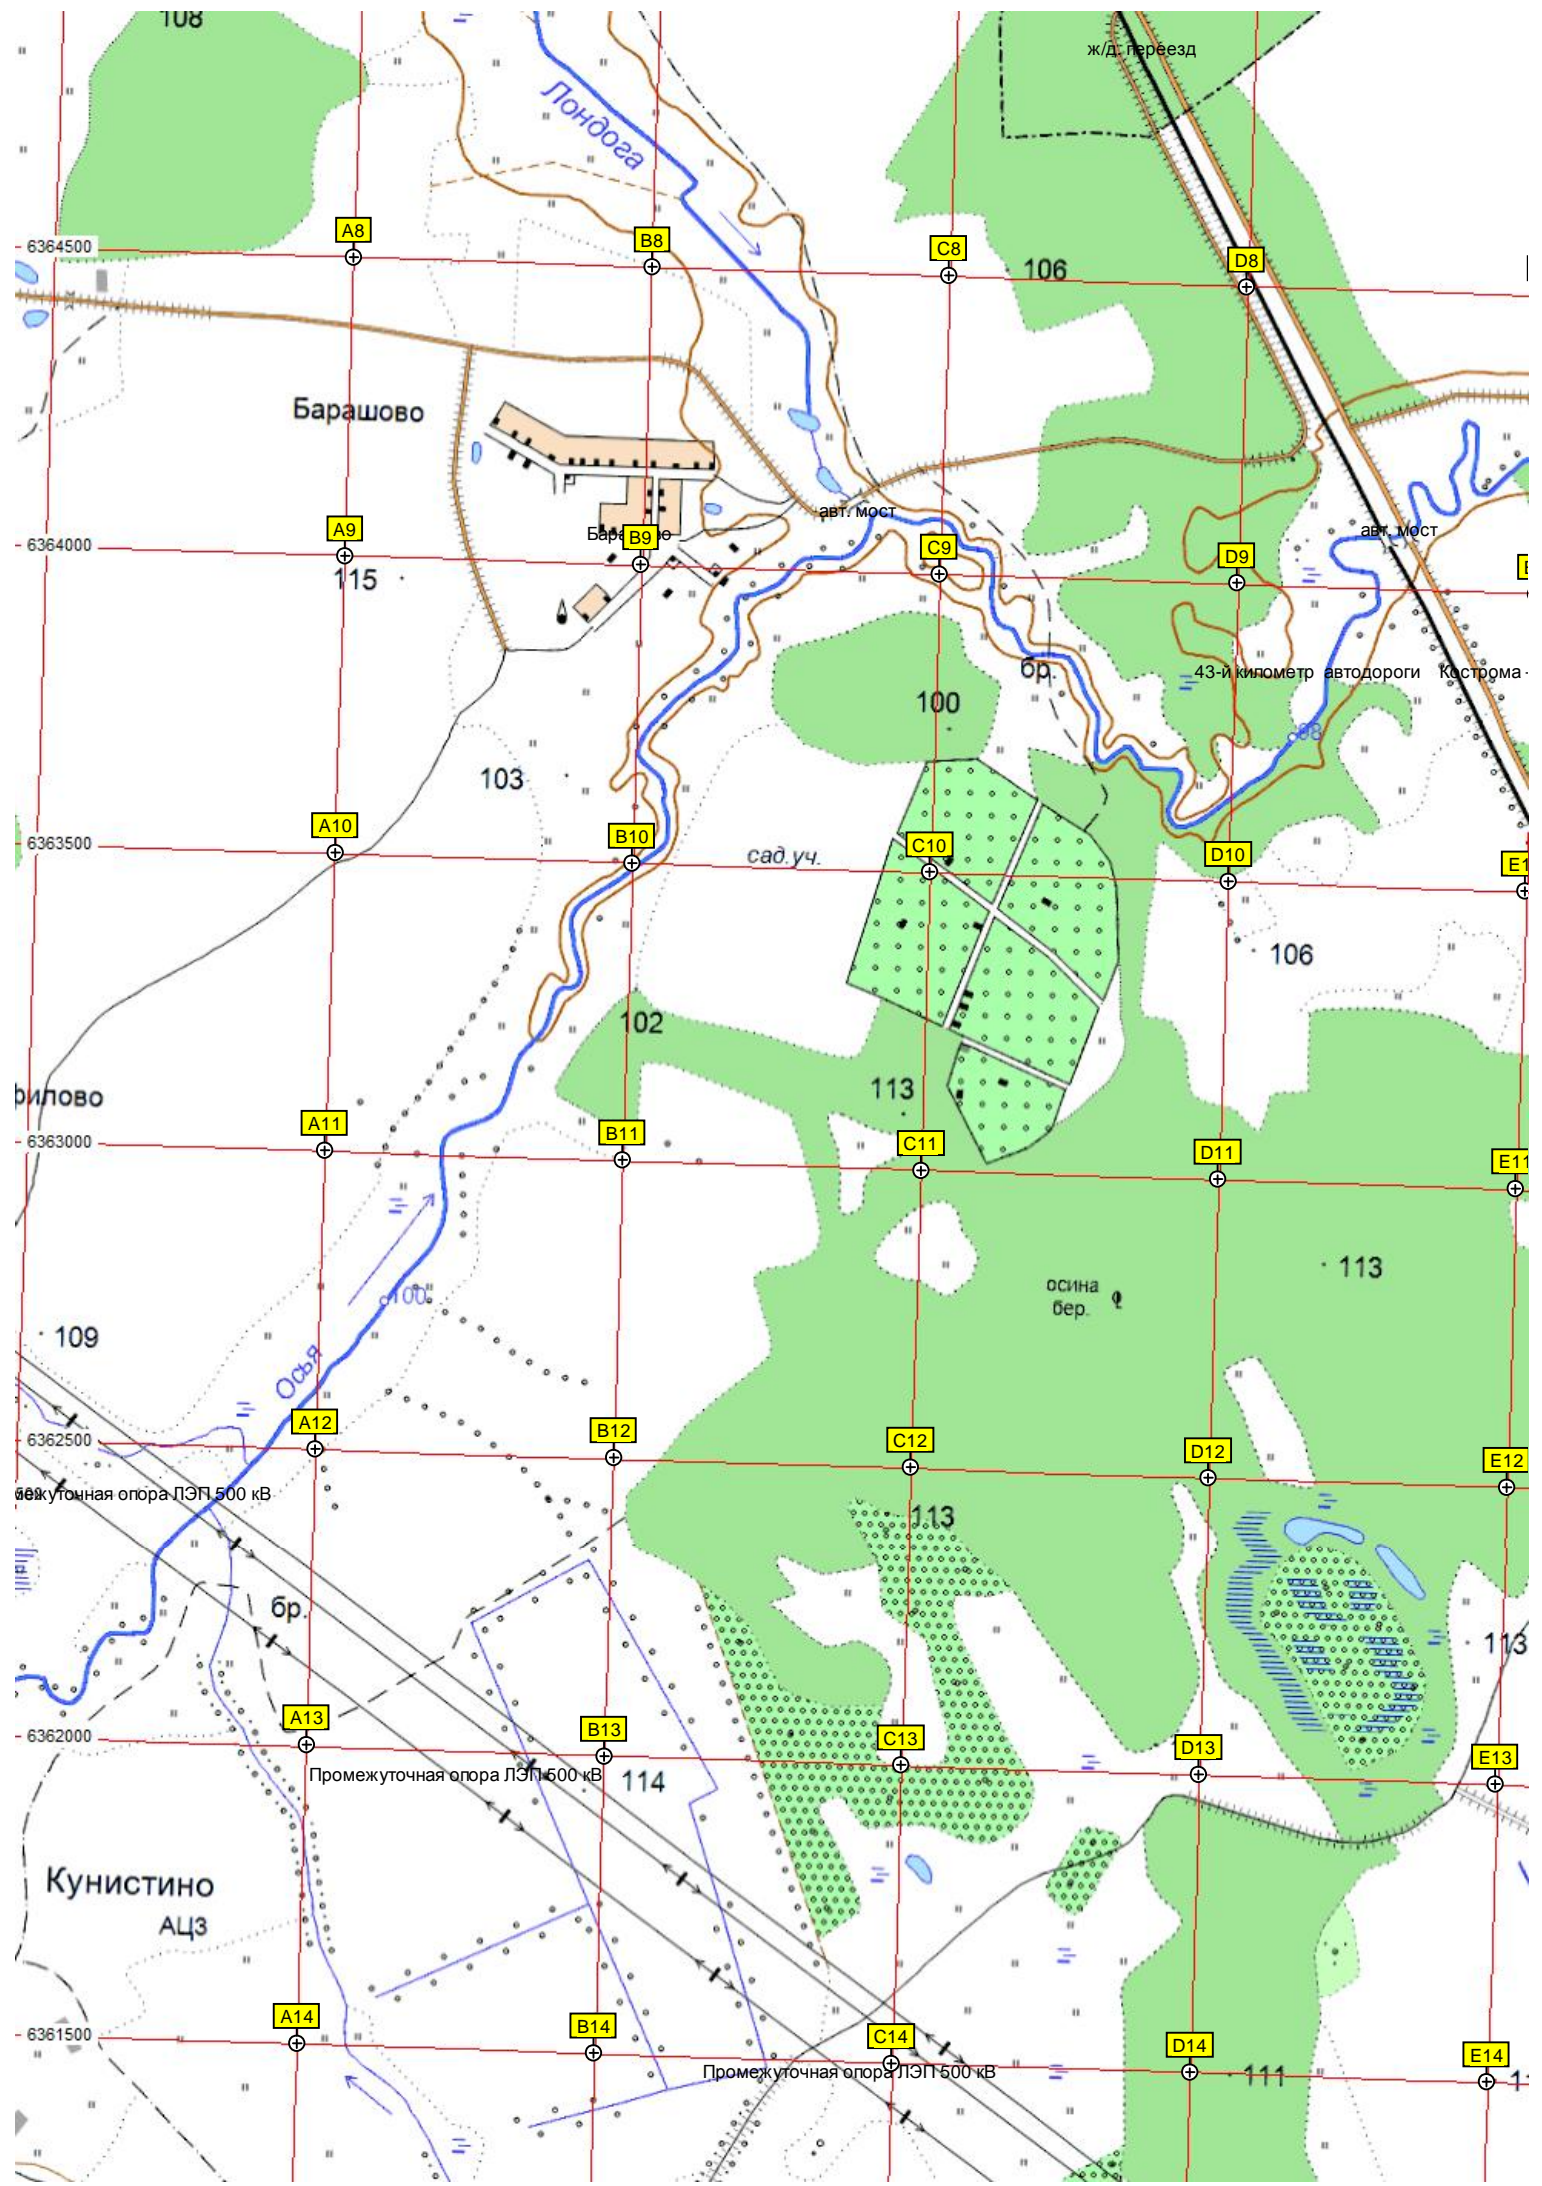 108
ж/д. переезд
Лондога
A8
B8
C8
D8
6364500
106
Барашово
авт. мост
авт. мост
A9
B9
C9
D9
6364000
115
бр.
43-й километр автодороги Кострома -
100
98
103
A10
B10
C10
D10
6363500
сад.уч.
106
102
113
рилово
A11
B11
C11
D11
E11
6363000
113
осина
бер.
100
109
Осья
A12
B12
C12
D12
E12
6362500
межуточная опора ЛЭП 500 кВ
113
бр.
113
A13
B13
C13
D13
E13
6362000
Промежуточная опора ЛЭП 500 кВ
114
Кунистино
АЦЗ
A14
B14
C14
D14
E14
6361500
Промежуточная опора ЛЭП 500 кВ
111